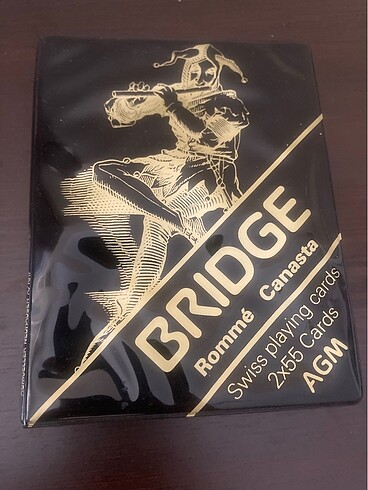 BRIDGE
Rommé Canasta
Swiss playing cards
2x55 Cards
AGM